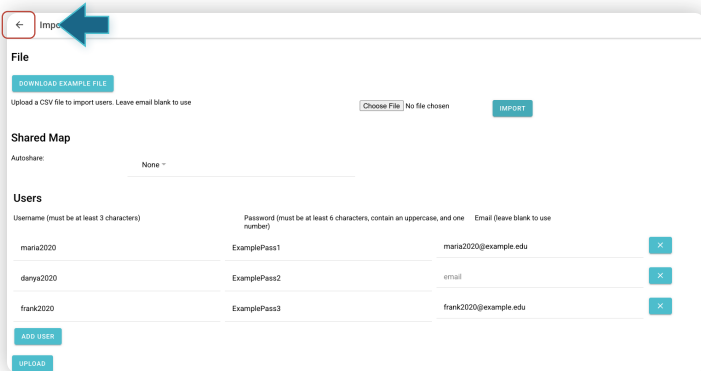 Impo
File
DOWNLOAD EXAMPLE FILE
Upload a CSV file to import users. Leave email blank to use
Choose File No file chosen
IMPORT
Shared Map
Autoshare:
None
Users
Username (must be at least 3 characters)
Password (must be at least 6 characters, contain an uppercase, and one
number)
Email (leave blank to use
maria2020 ExamplePass1 maria2020@example.edu
danya2020 ExamplePass2 email
frank2020 ExamplePass3 frank2020@example.edu
ADD USER
UPLOAD